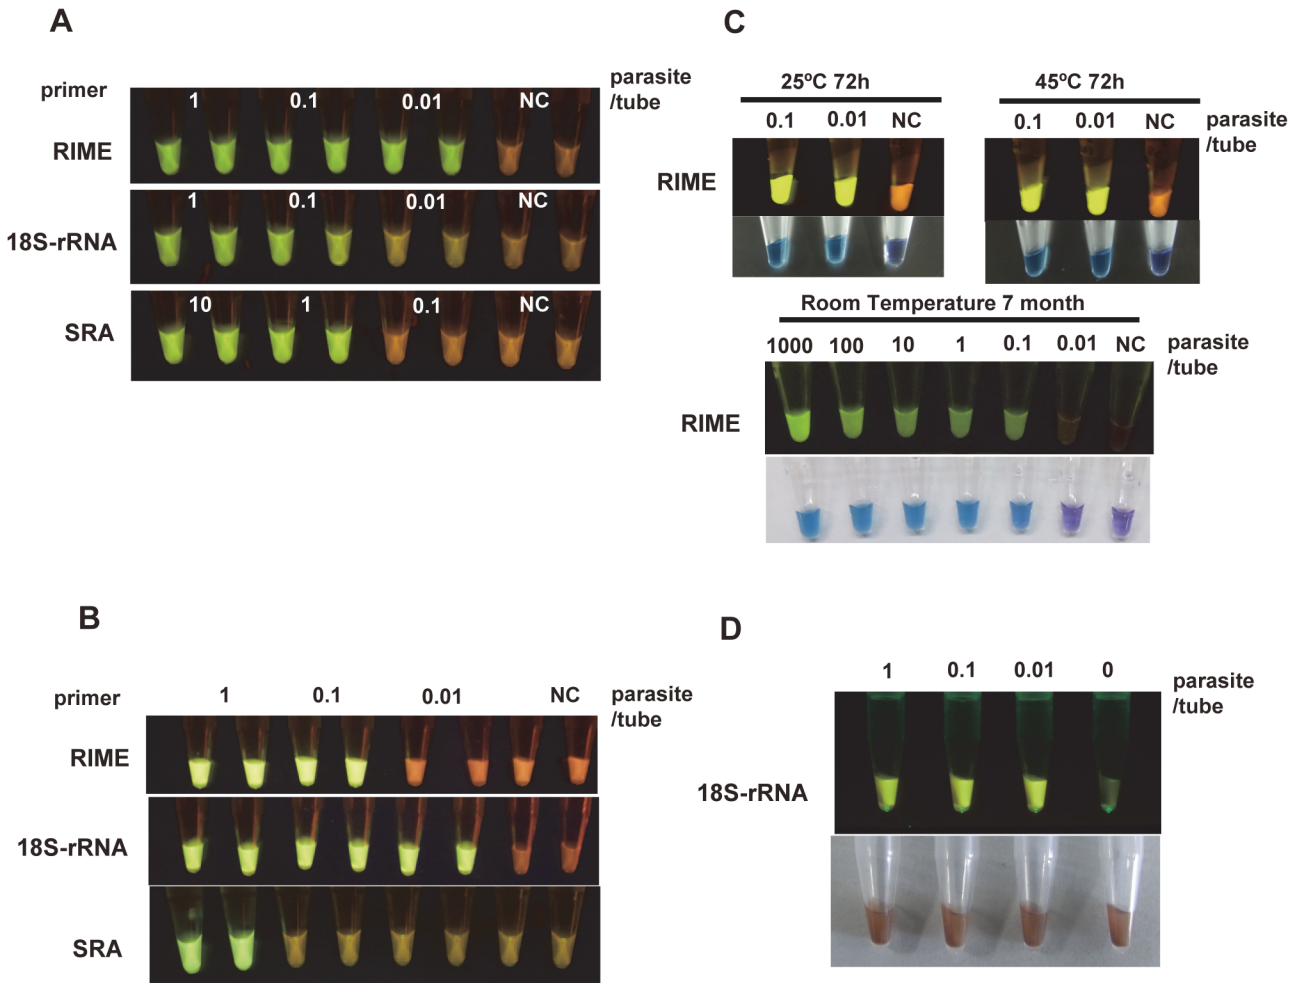 A
primer
parasite
/tube
1 0.1 0.01 NC
RIME
1 0.1 0.01 NC
18S-rRNA
10 1 0.1 NC
SRA
B
primer
1 0.1 0.01 NC
parasite
/tube
RIME
18S-rRNA
SRA
C
25ºC 72h
45ºC 72h
0.1 0.01 NC
0.1 0.01 NC
parasite
/tube
RIME
Room Temperature 7 month
1000 100 10 1 0.1 0.01 NC
parasite
/tube
RIME
D
1 0.1 0.01 0
parasite
/tube
18S-rRNA